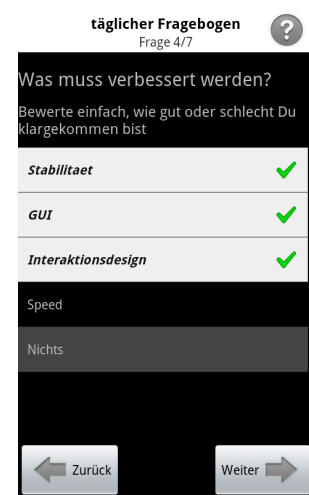 täglicher Fragebogen
Frage 4/7
?
Was muss verbessert werden?
Bewerte einfach, wie gut oder schlecht Du
klargekommen bist
Stabilitaet
GUI
Interaktionsdesign
Speed
Nichts
Zurück
Weiter